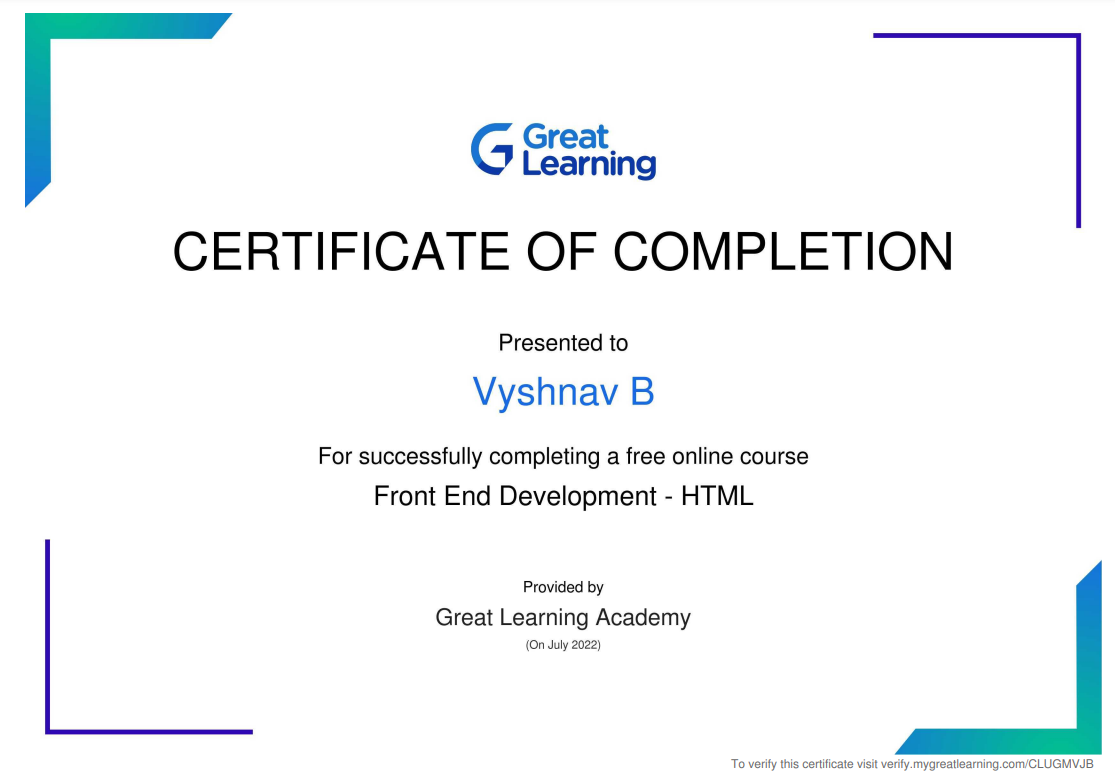 Great
Learning
CERTIFICATE OF COMPLETION
Presented to
Vyshnav B
For successfully completing a free online course
Front End Development - HTML
Provided by
Great Learning Academy
(On July 2022)
To verify this certificate visit verify.mygreatlearning.com/CLUGMVJB